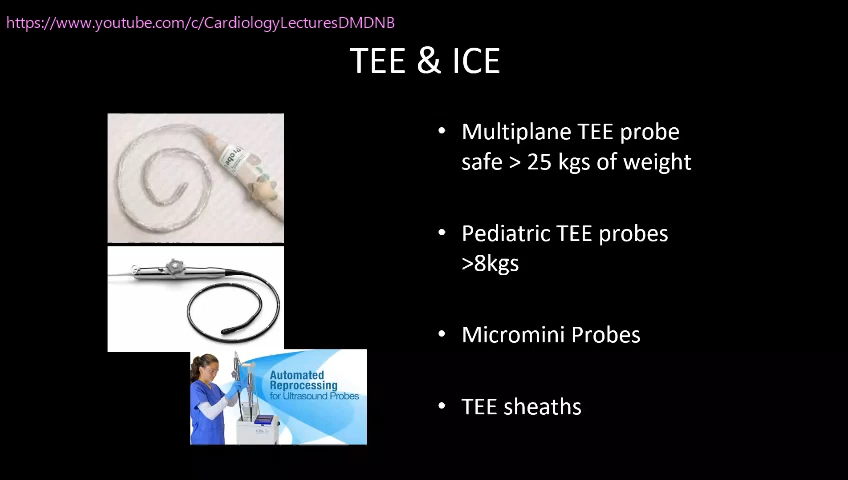 https://www.youtube.com/c/CardiologyLecturesDMDNB
TEE & ICE
• Multiplane TEE probe
safe > 25 kgs of weight
• Pediatric TEE probes
>8kgs
• Micromini Probes
• TEE sheaths
Automated
Reprocessing
for Ultrasound Probes